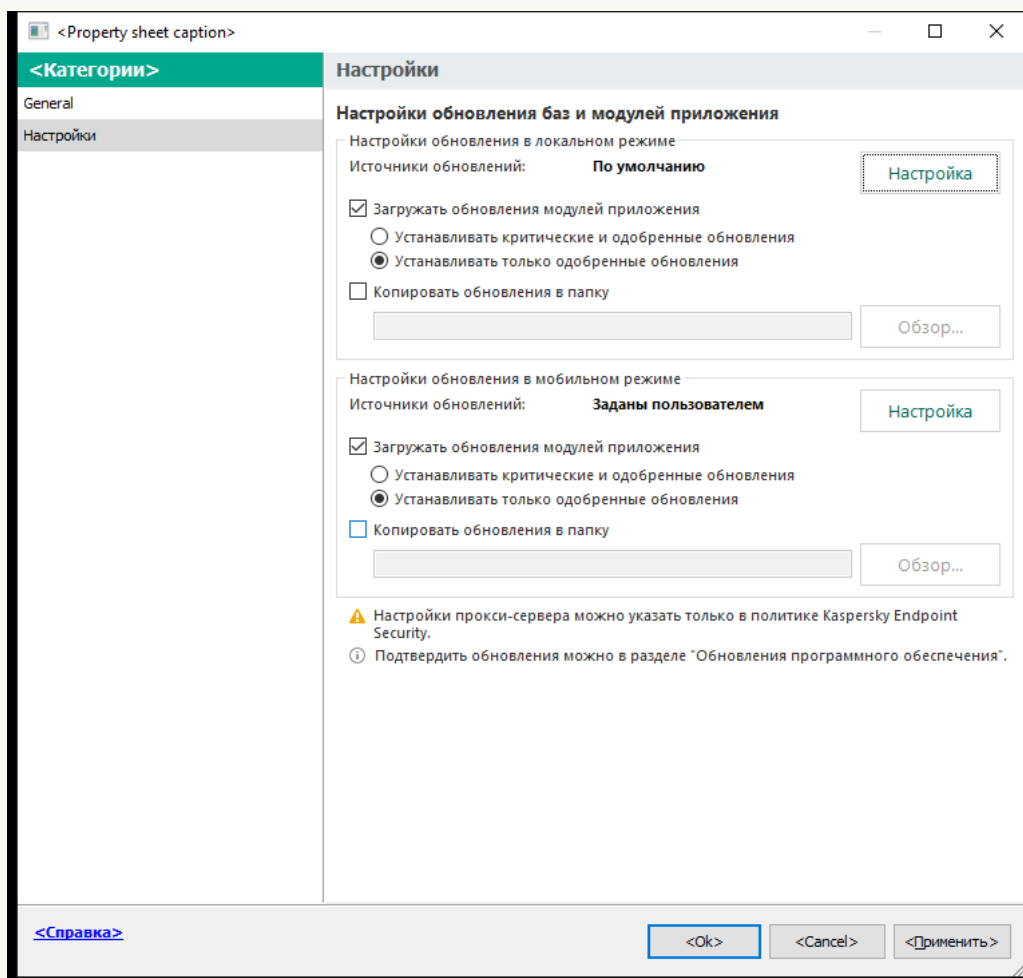 <Property sheet caption>
<Категории>
General
Настройки
Настройки
Настройки обновления баз и модулей приложения
Настройки обновления в локальном режиме
Источники обновлений: По умолчанию Настройка
Загружать обновления модулей приложения
Устанавливать критические и одобренные обновления
Устанавливать только одобренные обновления
Копировать обновления в папку
Обзор...
Настройки обновления в мобильном режиме
Источники обновлений: Заданы пользователем Настройка
Загружать обновления модулей приложения
Устанавливать критические и одобренные обновления
Устанавливать только одобренные обновления
Копировать обновления в папку
Обзор...
Настройки прокси-сервера можно указать только в политике Kaspersky Endpoint
Security.
Подтвердить обновления можно в разделе "Обновления программного обеспечения".
<Справка>
<Ok> <Cancel> <Применить>